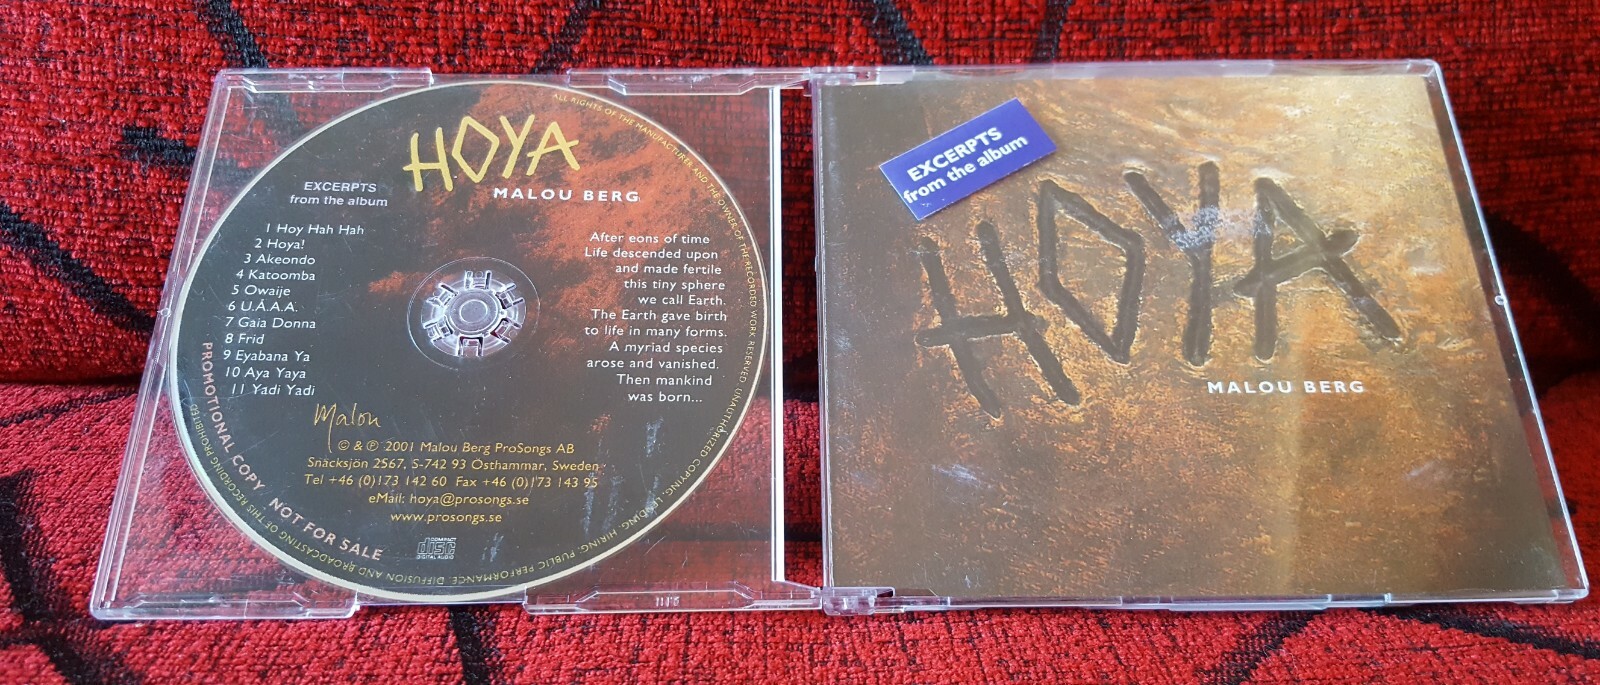 HOYA
MALOU BERG
EXCERPTS
from the album
1 Hoy Hah Hah
2 Hoya!
3 Akeondo
4 Katoomba
5 Owaije
6 U.Å.A.A.
7 Gaia Donna
8 Frid
9 Eyabana Ya
10 Aya Yaya
11 Yadi Yadi
After eons of time
Life descended upon
and made fertile
this tiny sphere
we call Earth.
The Earth gave birth
to life in many forms.
A myriad species
arose and vanished.
Then mankind
was born...
Malou
© & ℗ 2001 Malou Berg ProSongs AB
Snäcksjön 2567, S-742 93 Östhammar, Sweden
Tel +46 (0)173 142 60 Fax +46 (0)173 143 95
eMail: hoya@prosongs.se
www.prosongs.se
COMPACT
disc
DIGITAL AUDIO
PROMOTIONAL COPY NOT FOR SALE
ALL RIGHTS OF THE MANUFACTURER AND THE OWNER OF THE RECORDED WORK RESERVED. UNAUTHORIZED COPYING, LENDING, HIRING, PUBLIC PERFORMANCE, DIFFUSION AND BROADCASTING OF THIS RECORDING PROHIBITED
EXCERPTS
from the album
HOYA
MALOU BERG